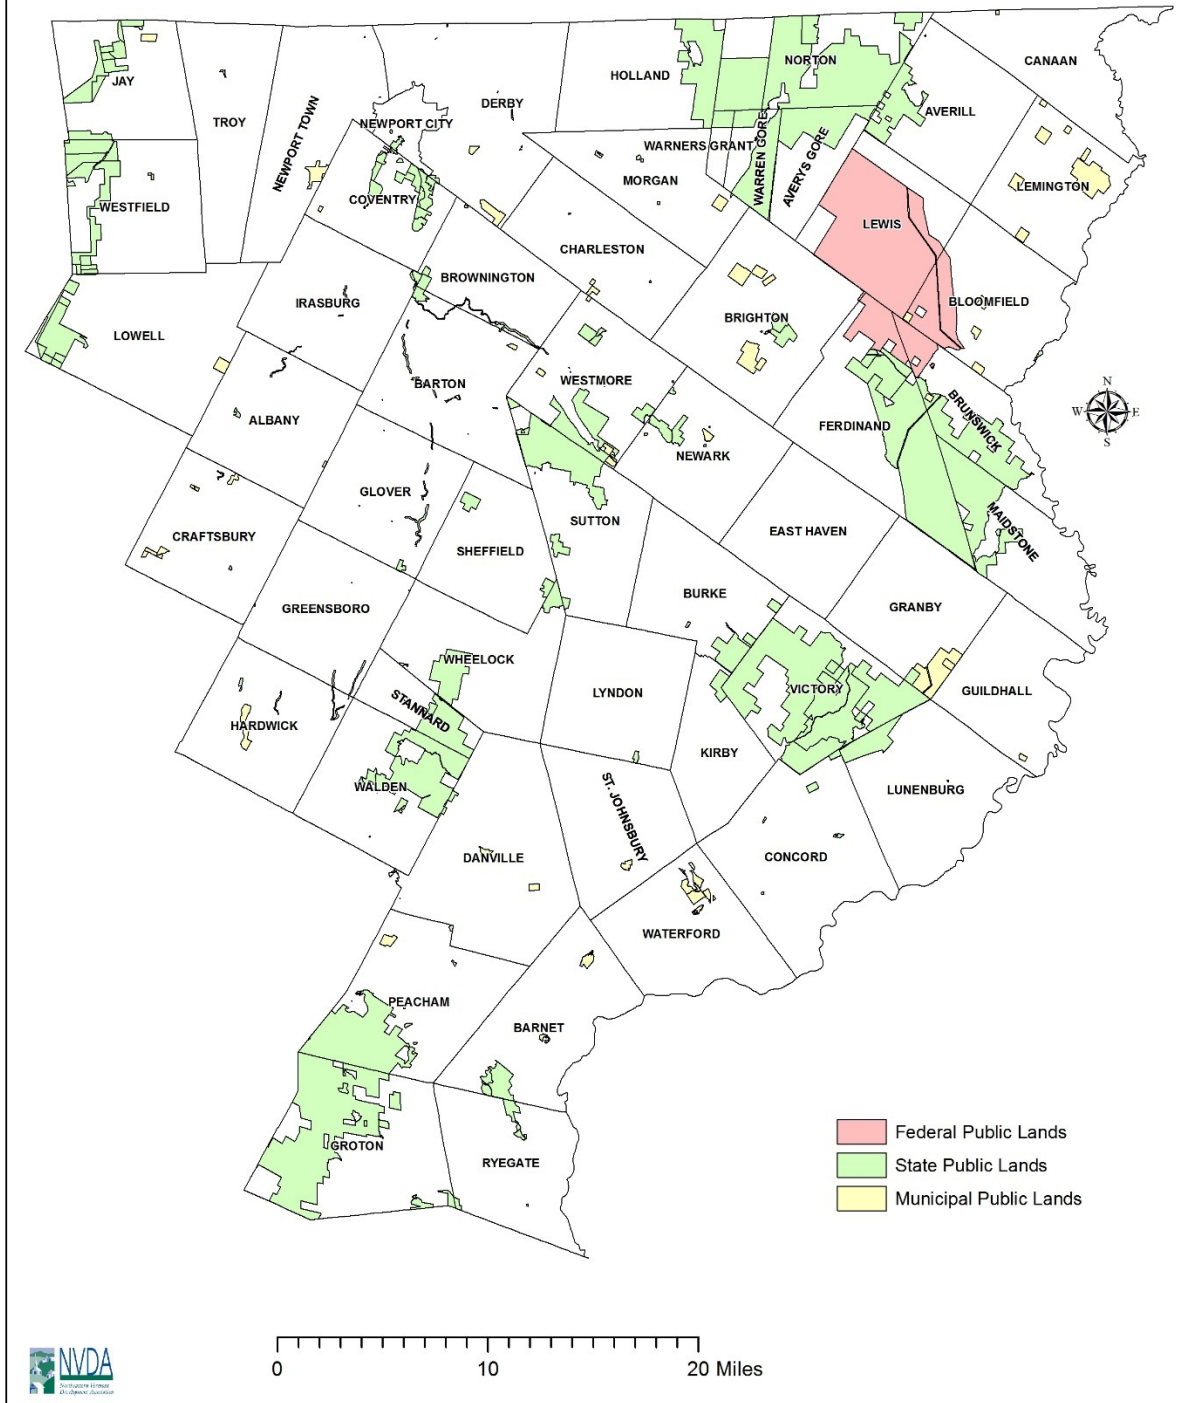 CANAAN
NORTON
HOLLAND
JAY
DERBY
AVERILL
TROY
NEWPORT TOWN
NEWPORT CITY
WARNERS GRANT
WARREN GORE
AVERYS GORE
MORGAN
LEMINGTON
COVENTRY
WESTFIELD
LEWIS
CHARLESTON
BROWNINGTON
IRASBURG
BLOOMFIELD
BRIGHTON
LOWELL
WESTMORE
BARTON
N
W
E
S
ALBANY
BRUNSWICK
FERDINAND
NEWARK
GLOVER
SUTTON
EAST HAVEN
MAIDSTONE
CRAFTSBURY
SHEFFIELD
BURKE
GRANBY
GREENSBORO
WHEELOCK
LYNDON
VICTORY
GUILDHALL
STANNARD
HARDWICK
KIRBY
WALDEN
LUNENBURG
ST. JOHNSBURY
DANVILLE
CONCORD
WATERFORD
PEACHAM
BARNET
GROTON
RYEGATE
Federal Public Lands
State Public Lands
Municipal Public Lands
0 10 20 Miles
NVDA
Northeastern Vermont
Development Association